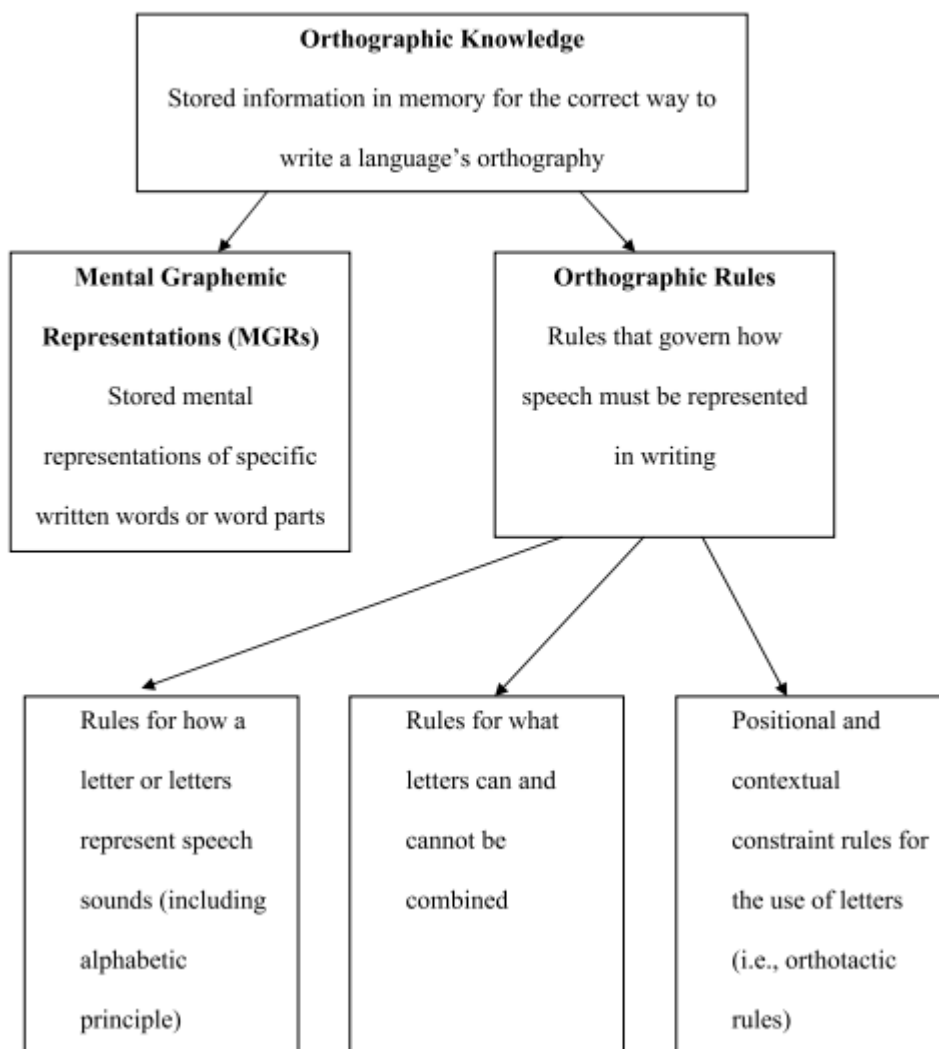 Orthographic Knowledge
Stored information in memory for the correct way to
write a language’s orthography
Mental Graphemic
Representations (MGRs)
Stored mental
representations of specific
written words or word parts
Orthographic Rules
Rules that govern how
speech must be represented
in writing
Rules for how a
letter or letters
represent speech
sounds (including
alphabetic
principle)
Rules for what
letters can and
cannot be
combined
Positional and
contextual
constraint rules for
the use of letters
(i.e., orthotactic
rules)